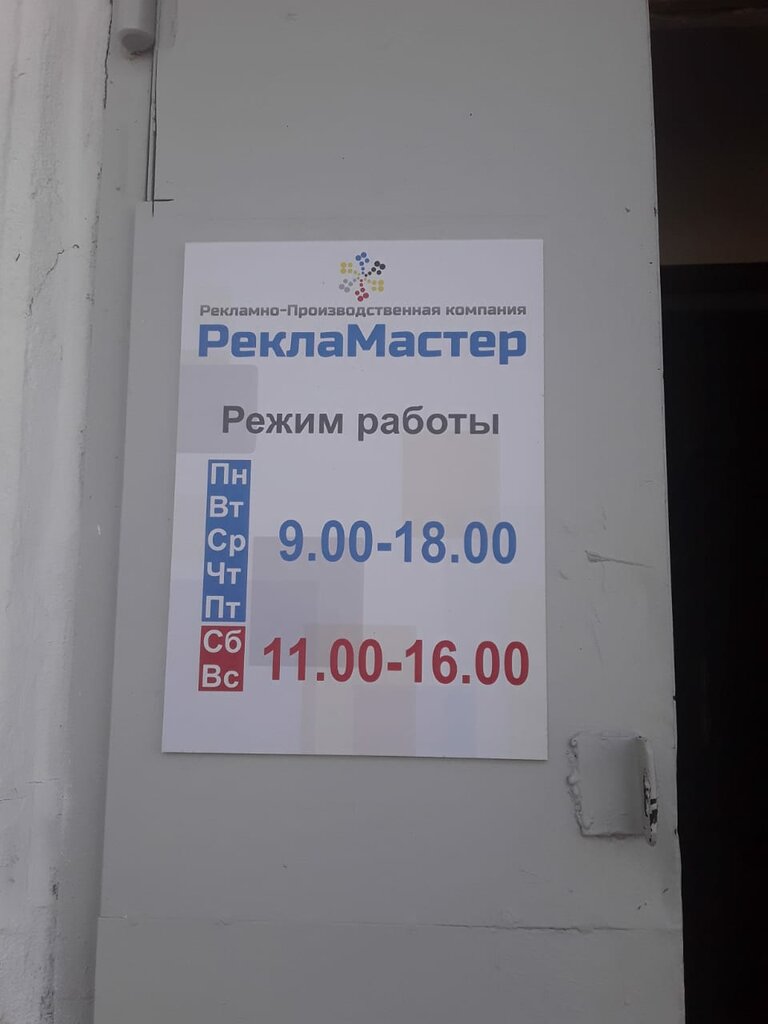 Рекламно-Производственная компания
РеклаМастер
Режим работы
Пн
Вт
Ср
Чт
Пт
9.00-18.00
Сб
Вс
11.00-16.00